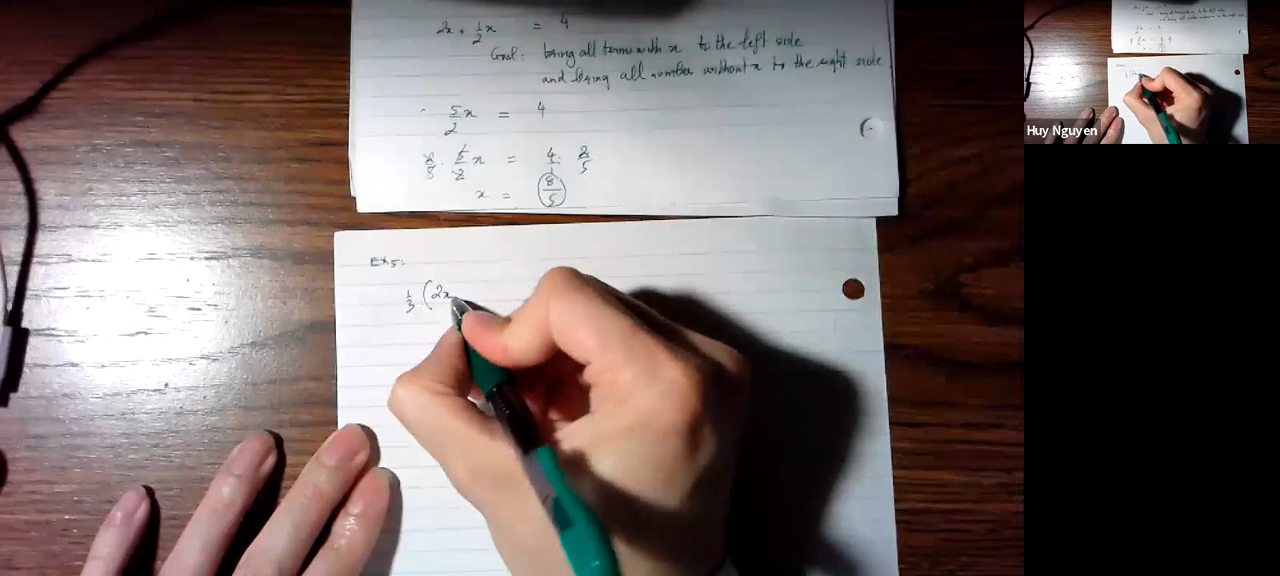 2x + 1/2 x = 4
Goal: bring all terms with x to the left side
and bring all number without x to the right side
5/2 x = 4
2/5 · 5/2 x = 4 · 2/5
x = 8/5
Ex5:
1/3 (2x
Huy Nguyen